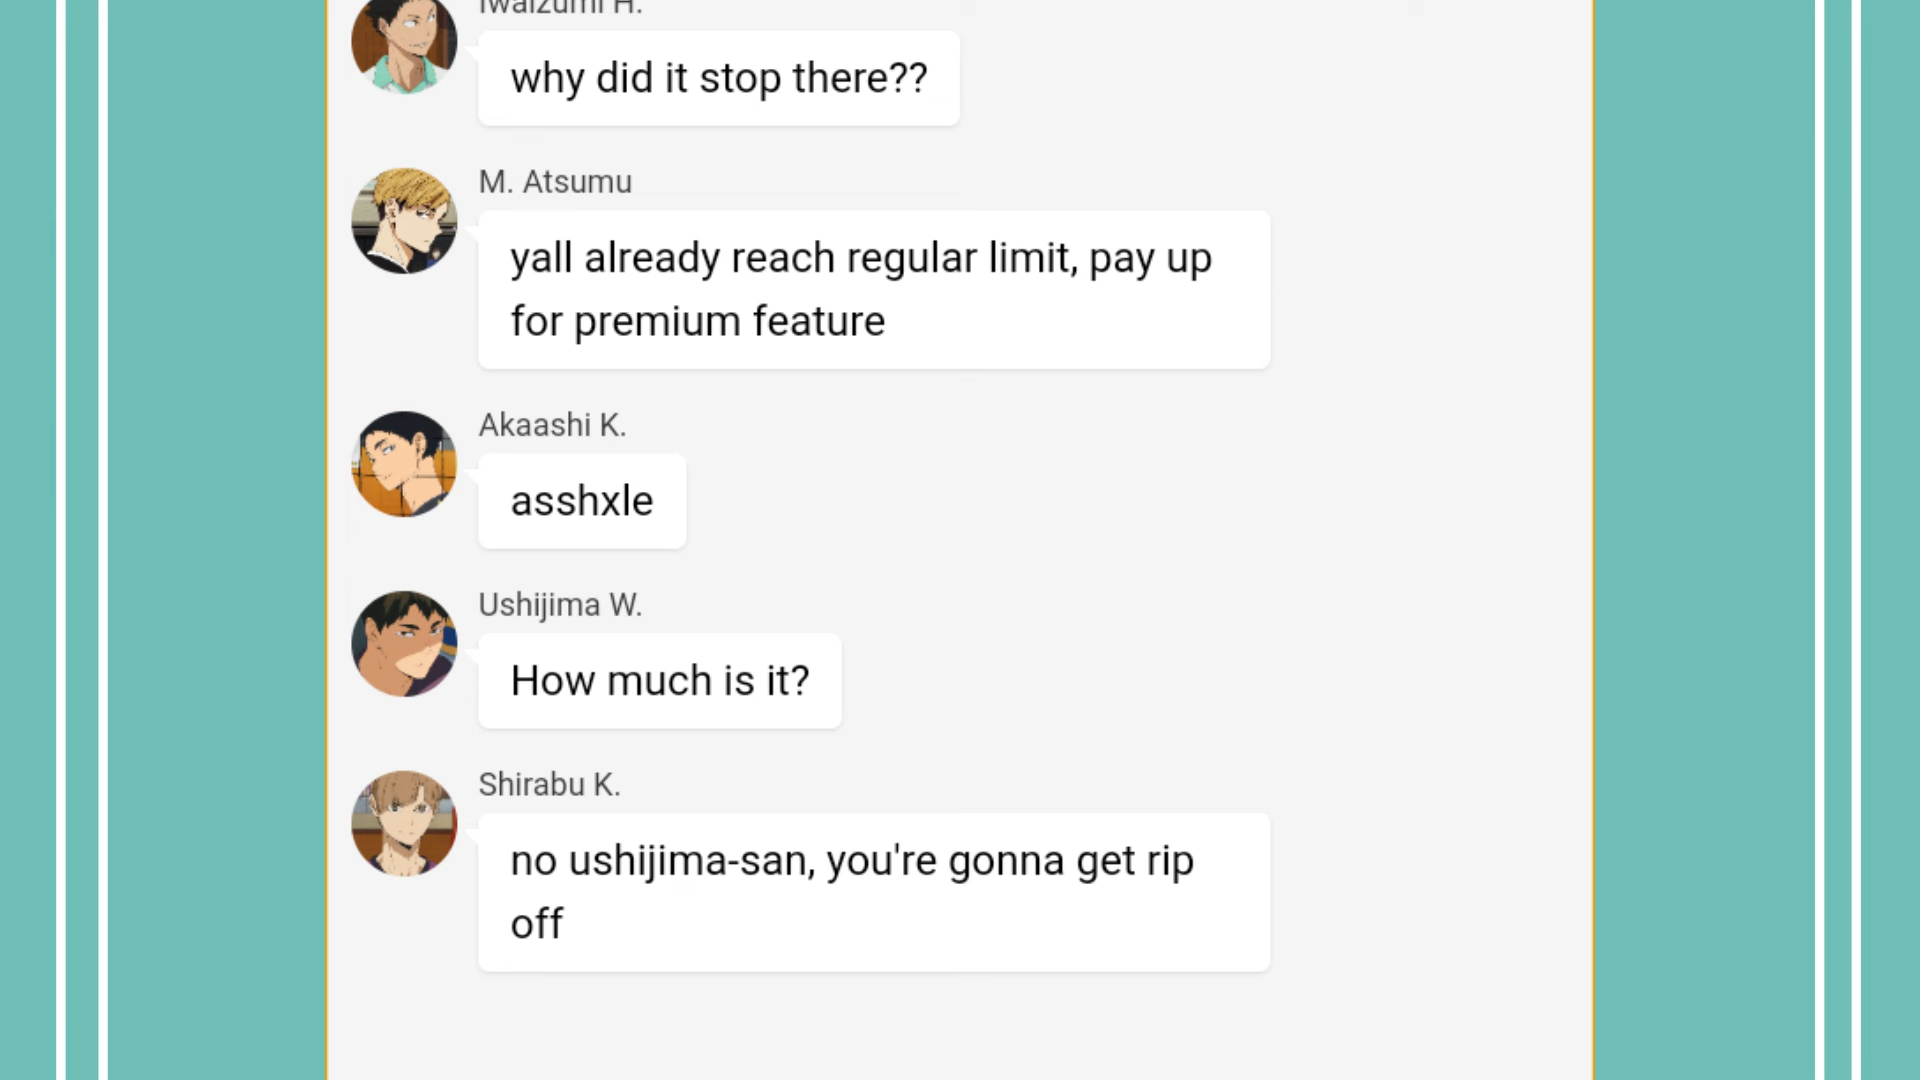 Iwaizumi H.
why did it stop there??
M. Atsumu
yall already reach regular limit, pay up
for premium feature
Akaashi K.
asshxle
Ushijima W.
How much is it?
Shirabu K.
no ushijima-san, you're gonna get rip
off